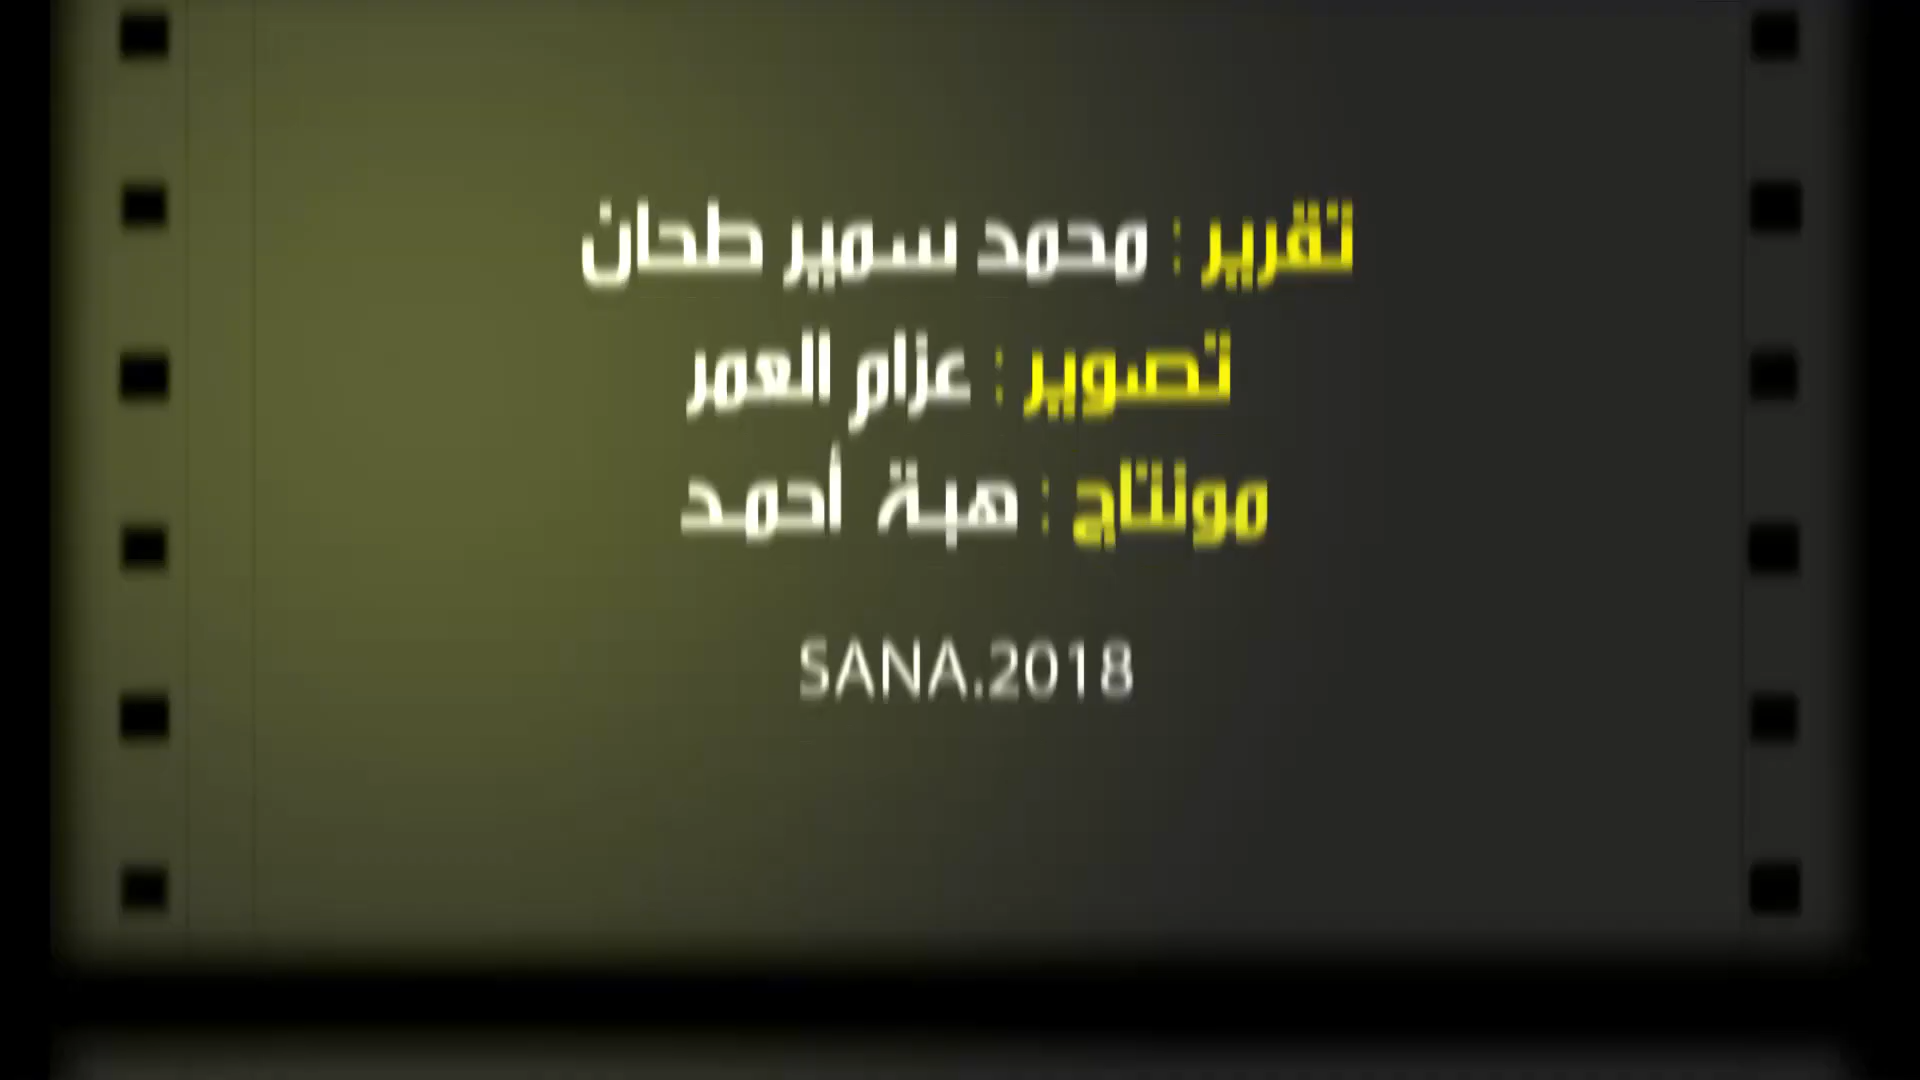 تقرير : محمد سمير طحان
تصوير : عزام العمر
مونتاج : هبة أحمد
SANA.2018